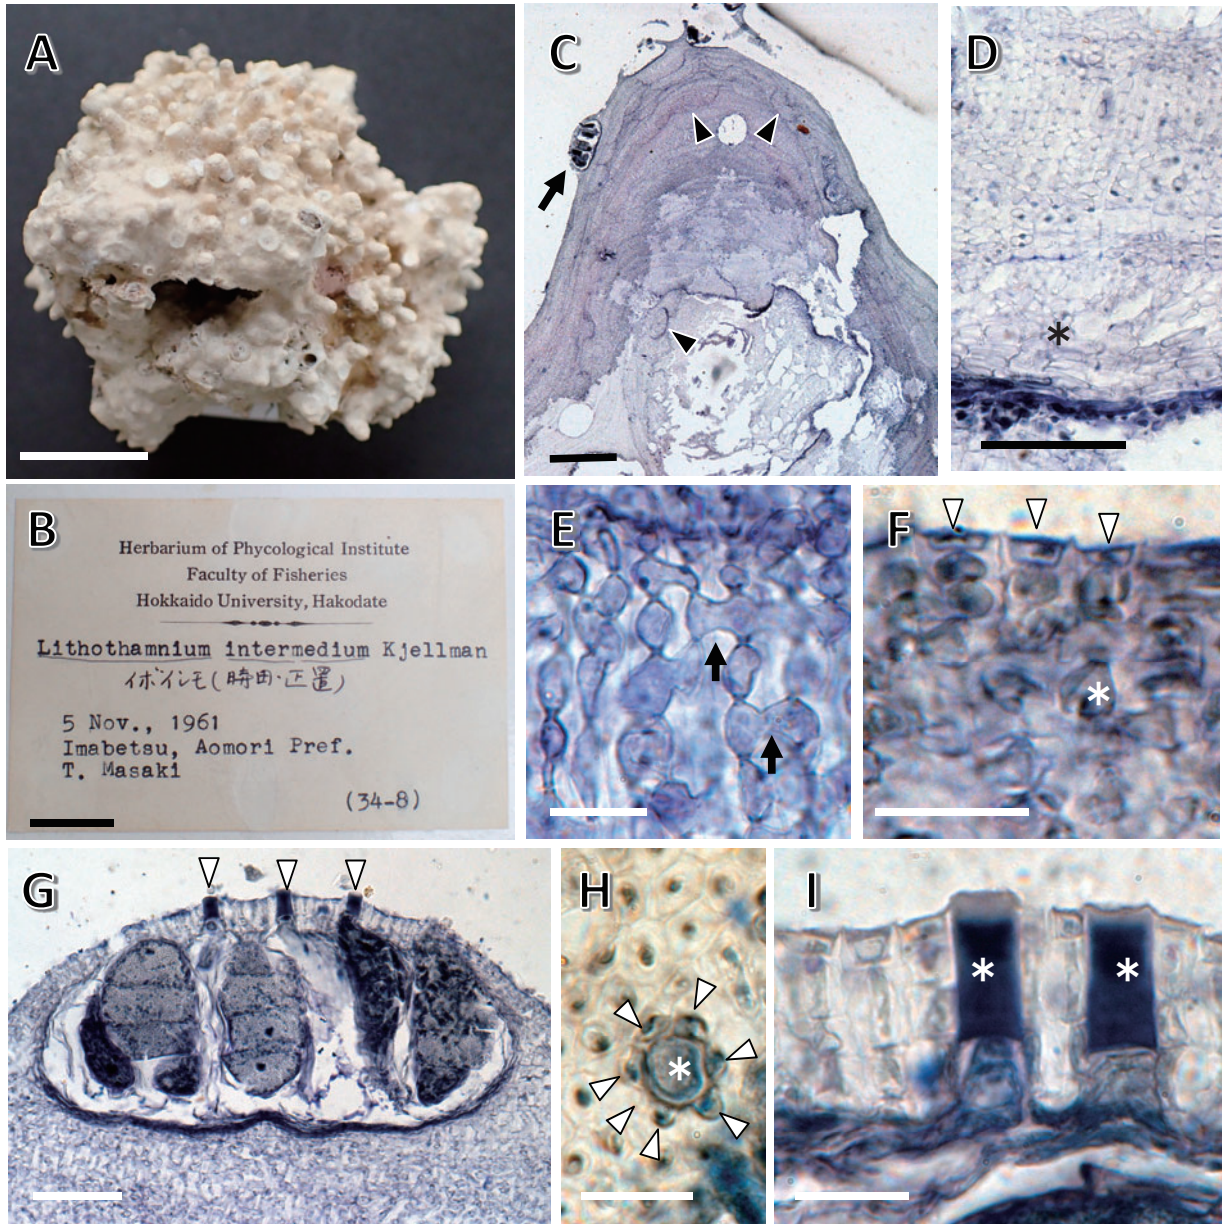 A
C
D
B
Herbarium of Phycological Institute
Faculty of Fisheries
Hokkaido University, Hakodate
Lithothamnium intermedium Kjellman
イボイシモ(時田・正置)
5 Nov., 1961
Imabetsu, Aomori Pref.
T. Masaki
(34-8)
E
F
G
H
I